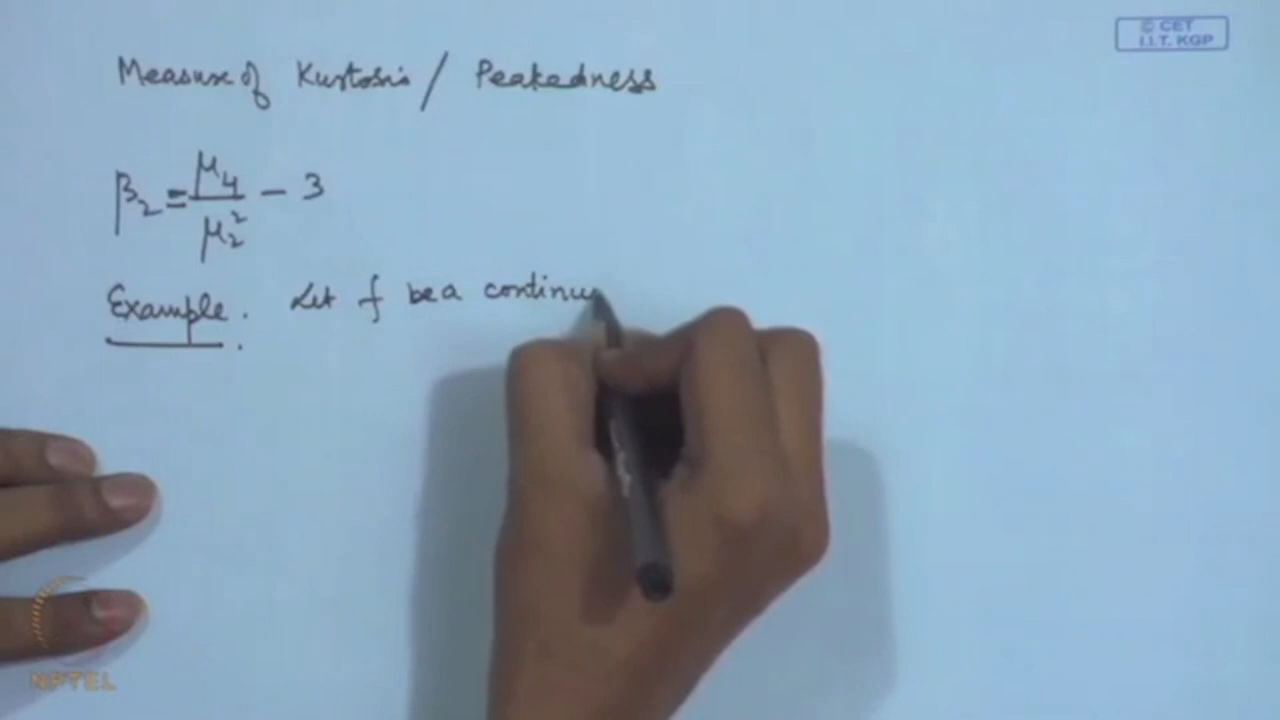 © CET
I.I.T. KGP
Measure of Kurtosis / Peakedness
β₂ = μ₄ / μ₂² − 3
Example. Let f be a continu
NPTEL